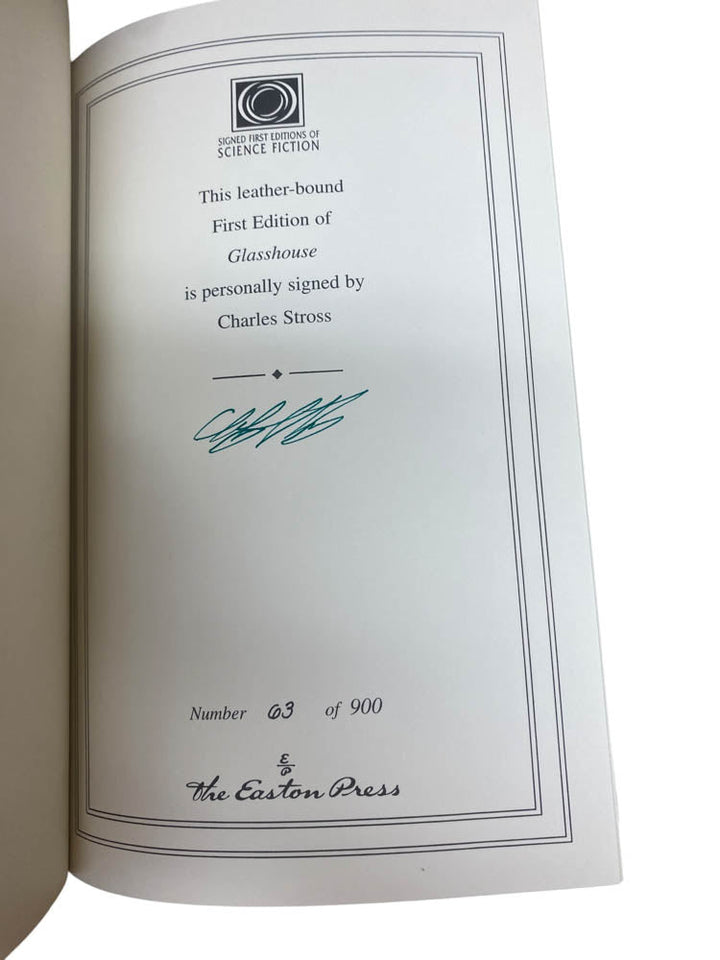 SIGNED FIRST EDITIONS OF
SCIENCE FICTION
This leather-bound
First Edition of
Glasshouse
is personally signed by
Charles Stross
Number 63 of 900
E
P
The Easton Press